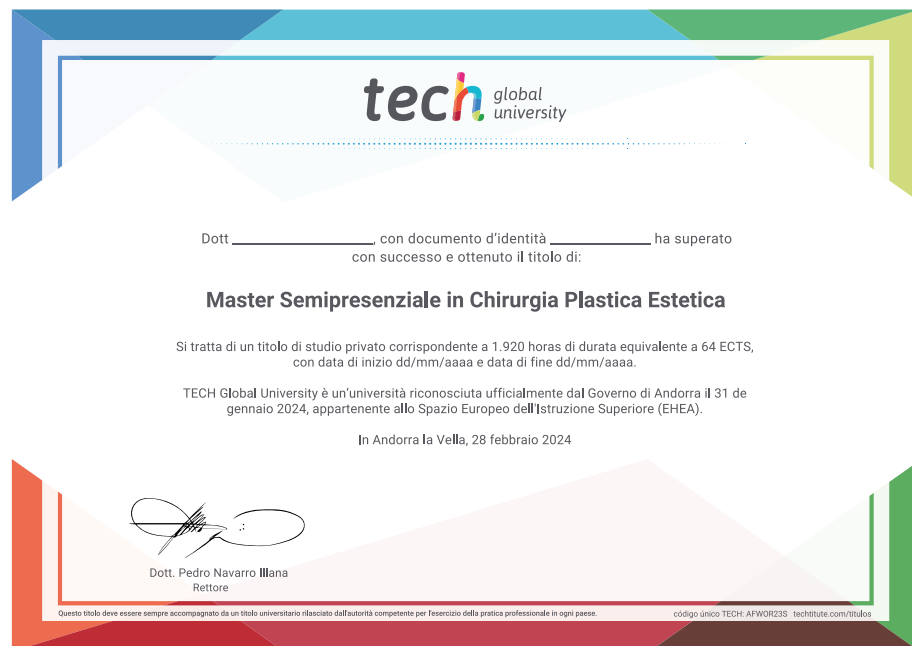 tech global
university
Dott ____________________, con documento d'identità ______________ ha superato
con successo e ottenuto il titolo di:
Master Semipresenziale in Chirurgia Plastica Estetica
Si tratta di un titolo di studio privato corrispondente a 1.920 horas di durata equivalente a 64 ECTS,
con data di inizio dd/mm/aaaa e data di fine dd/mm/aaaa.
TECH Global University è un'università riconosciuta ufficialmente dal Governo di Andorra il 31 de
gennaio 2024, appartenente allo Spazio Europeo dell'Istruzione Superiore (EHEA).
In Andorra la Vella, 28 febbraio 2024
Dott. Pedro Navarro Illana
Rettore
Questo titolo deve essere sempre accompagnato da un titolo universitario rilasciato dall'autorità competente per l'esercizio della pratica professionale in ogni paese. código único TECH: AFWOR23S techtitute.com/titulos